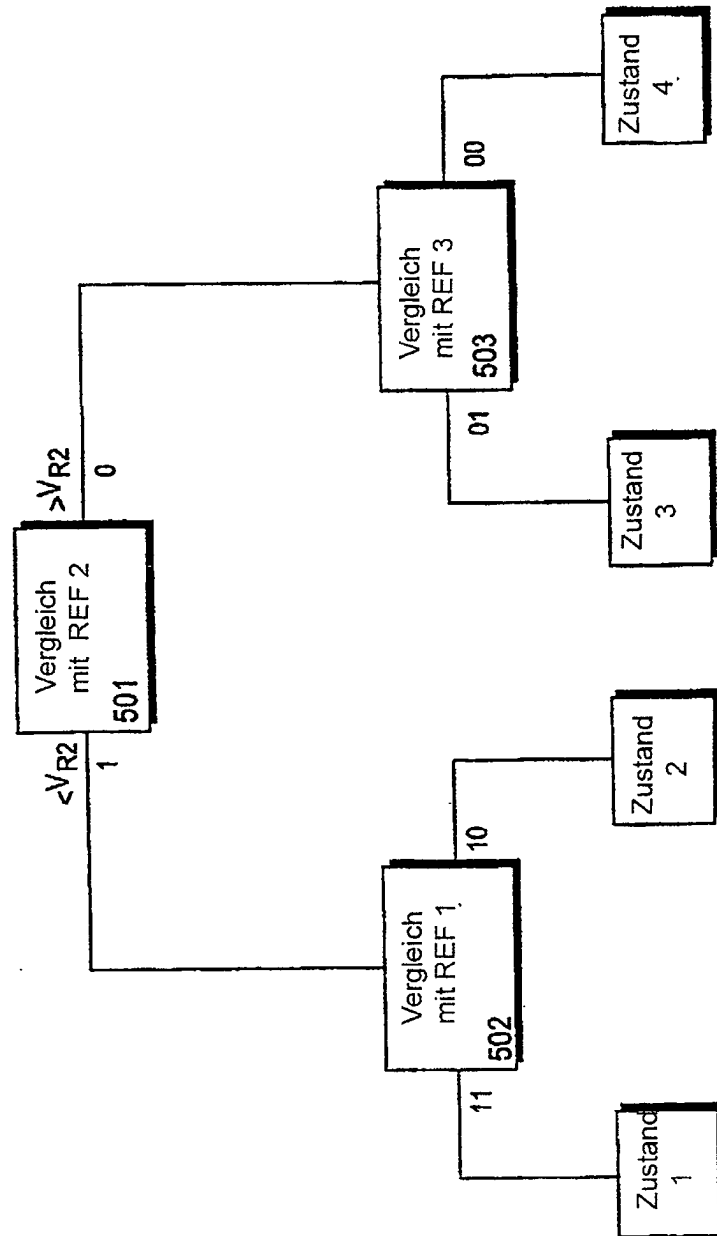 Vergleich
mit REF 2
501
<VR2
1
>VR2
0
Vergleich
mit REF 1
502
11
10
Vergleich
mit REF 3
503
01
00
Zustand
1
Zustand
2
Zustand
3
Zustand
4